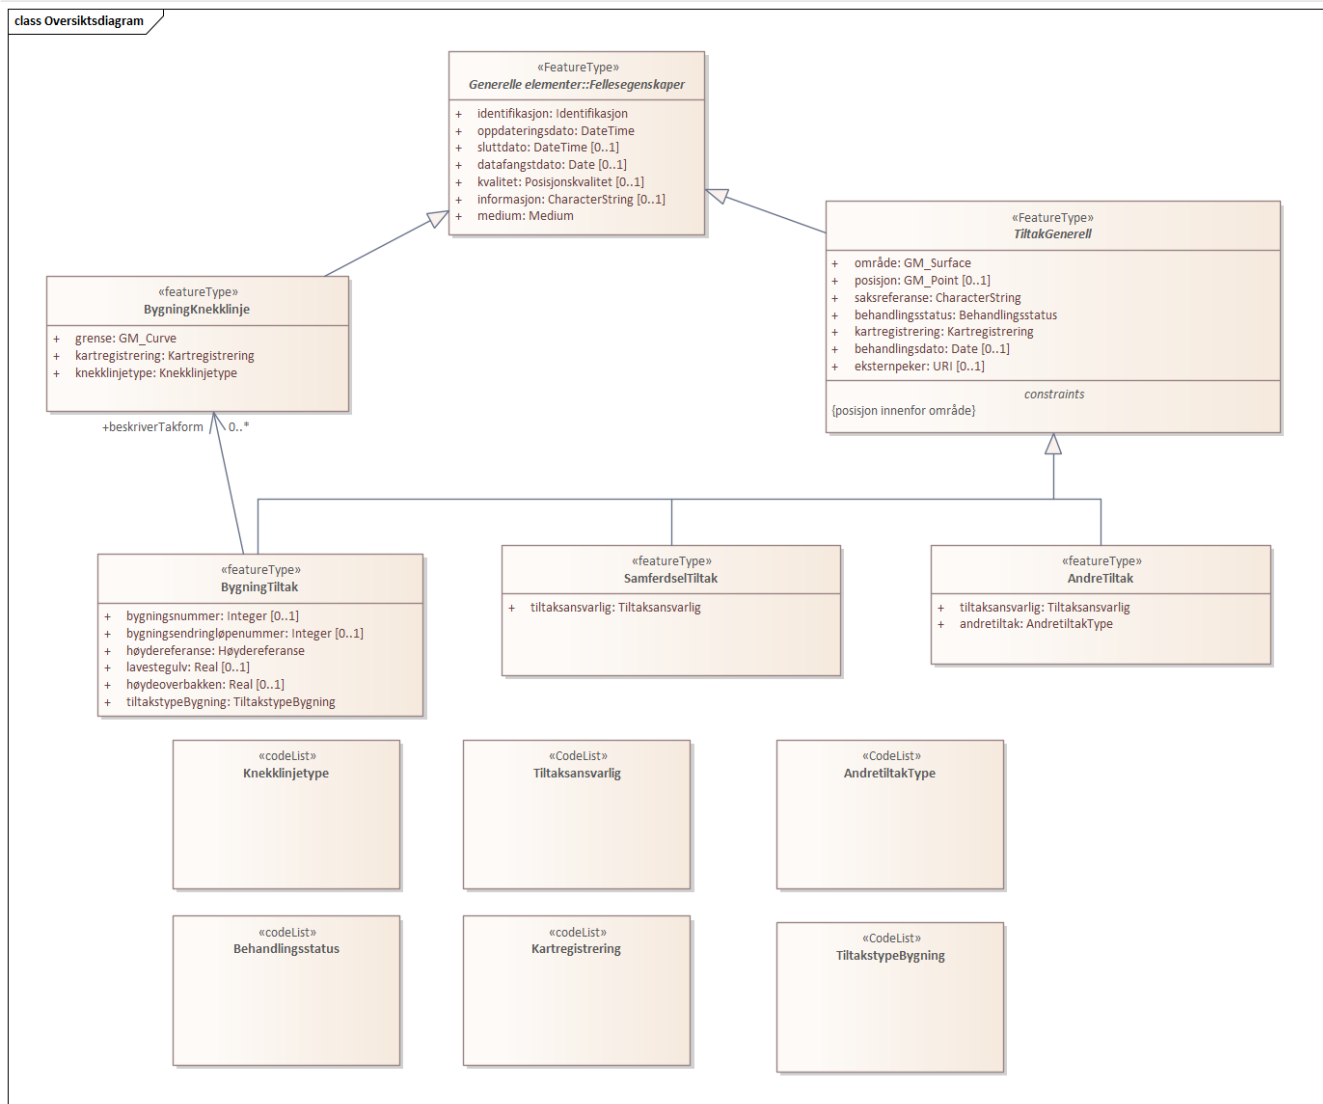 class Oversiktsdiagram
«FeatureType»
Generelle elementer::Fellesegenskaper
+ identifikasjon: Identifikasjon
+ oppdateringsdato: DateTime
+ sluttdato: DateTime [0..1]
+ datafangstdato: Date [0..1]
+ kvalitet: Posisjonskvalitet [0..1]
+ informasjon: CharacterString [0..1]
+ medium: Medium
«FeatureType»
TiltakGenerell
+ område: GM_Surface
+ posisjon: GM_Point [0..1]
+ saksreferanse: CharacterString
+ behandlingsstatus: Behandlingsstatus
+ kartregistrering: Kartregistrering
+ behandlingsdato: Date [0..1]
+ eksternpeker: URI [0..1]
constraints
{posisjon innenfor område}
«featureType»
BygningKnekklinje
+ grense: GM_Curve
+ kartregistrering: Kartregistrering
+ knekklinjetype: Knekklinjetype
+beskriverTakform 0..*
«featureType»
BygningTiltak
+ bygningsnummer: Integer [0..1]
+ bygningsendringløpenummer: Integer [0..1]
+ høydereferanse: Høydereferanse
+ lavestegulv: Real [0..1]
+ høydeoverbakken: Real [0..1]
+ tiltakstypeBygning: TiltakstypeBygning
«featureType»
SamferdselTiltak
+ tiltaksansvarlig: Tiltaksansvarlig
«featureType»
AndreTiltak
+ tiltaksansvarlig: Tiltaksansvarlig
+ andretiltak: AndretiltakType
«codeList»
Knekklinjetype
«CodeList»
Tiltaksansvarlig
«CodeList»
AndretiltakType
«codeList»
Behandlingsstatus
«codeList»
Kartregistrering
«CodeList»
TiltakstypeBygning